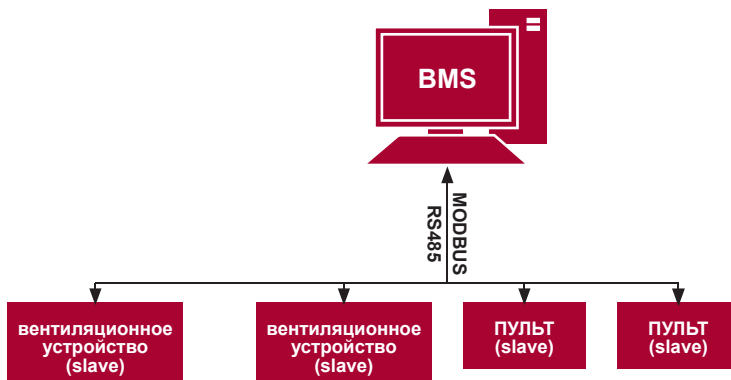 BMS
MODBUS
RS485
вентиляционное
устройство
(slave)
вентиляционное
устройство
(slave)
ПУЛЬТ
(slave)
ПУЛЬТ
(slave)